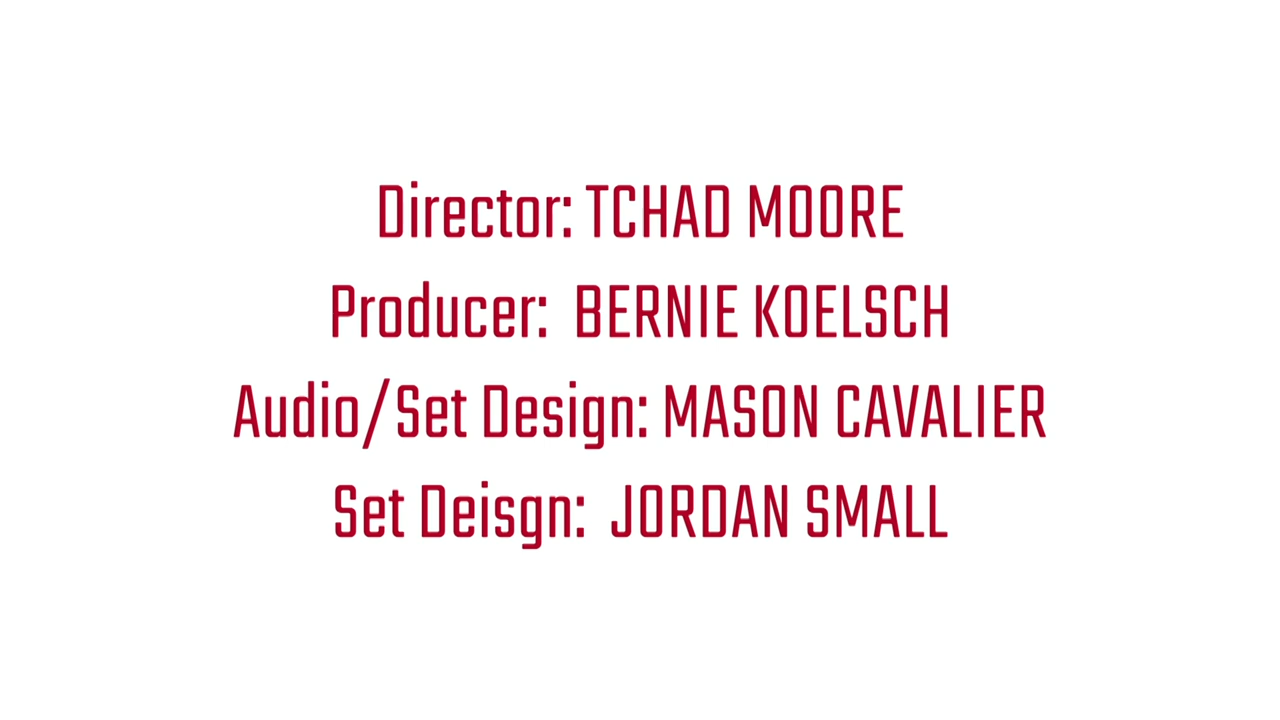 Director: TCHAD MOORE
Producer: BERNIE KOELSCH
Audio/Set Design: MASON CAVALIER
Set Deisgn: JORDAN SMALL